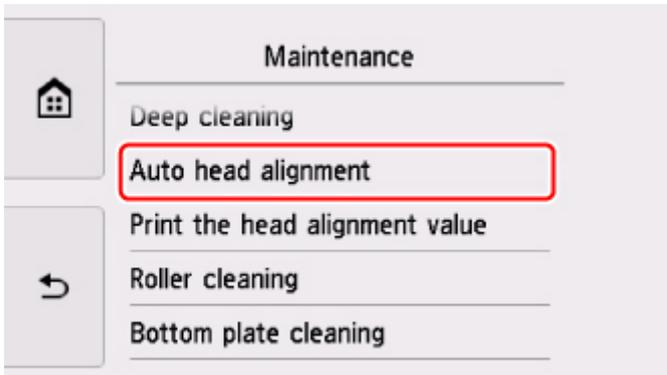 Maintenance
Deep cleaning
Auto head alignment
Print the head alignment value
Roller cleaning
Bottom plate cleaning